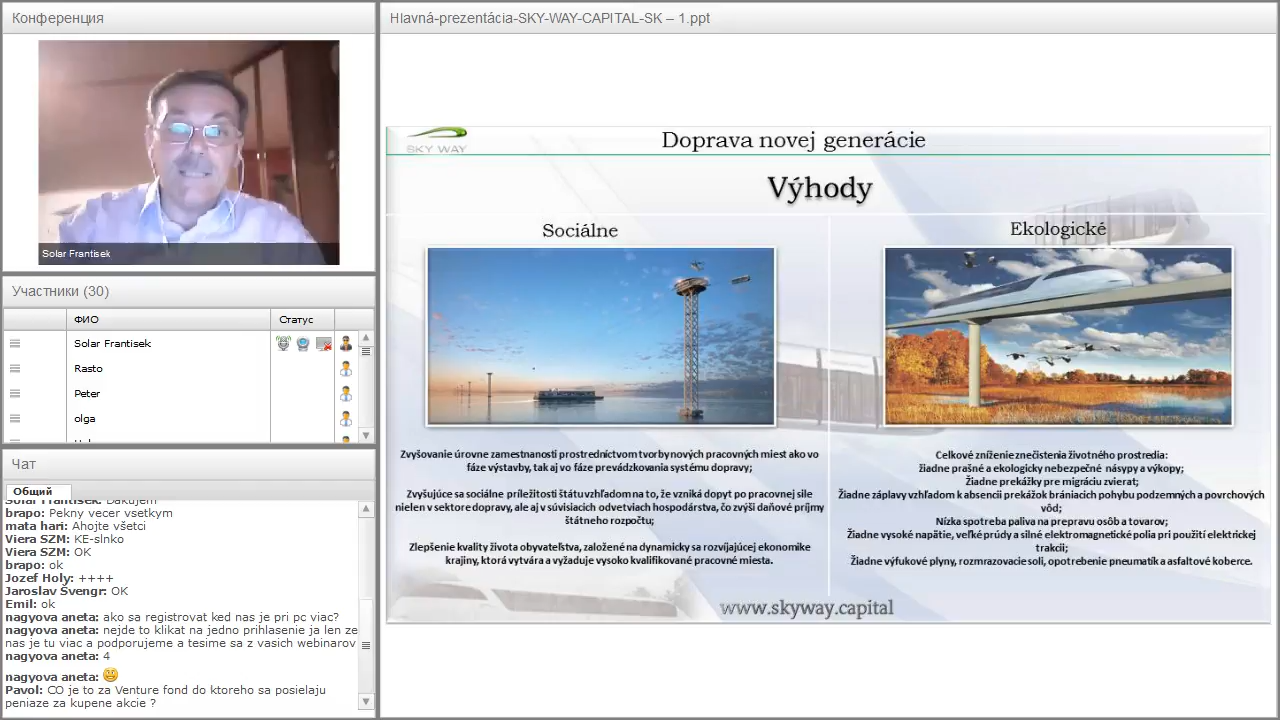 Конференция
Solar Frantisek
Участники (30)
ФИО
Статус
Solar Frantisek
Rasto
Peter
olga
Чат
Общий
Solar Frantisek: Dakujem
brapo: Pekny vecer vsetkym
mata hari: Ahojte všetci
Viera SZM: KE-slnko
Viera SZM: OK
brapo: ok
Jozef Holy: ++++
Jaroslav Švengr: OK
Emil: ok
nagyova aneta: ako sa registrovat ked nas je pri pc viac?
nagyova aneta: nejde to klikat na jedno prihlasenie ja len ze
nas je tu viac a podporujeme a tesime sa z vasich webinarov
nagyova aneta: 4
nagyova aneta:
Pavol: CO je to za Venture fond do ktoreho sa posielaju
peniaze za kupene akcie ?
Hlavná-prezentácia-SKY-WAY-CAPITAL-SK – 1.ppt
SKY WAY
Doprava novej generácie
Výhody
Sociálne
Zvyšovanie úrovne zamestnanosti prostredníctvom tvorby nových pracovných miest ako vo
fáze výstavby, tak aj vo fáze prevádzkovania systému dopravy;
Zvyšujúce sa sociálne príležitosti štátu vzhľadom na to, že vzniká dopyt po pracovnej sile
nielen v sektore dopravy, ale aj v súvisiacich odvetviach hospodárstva, čo zvýši daňové príjmy
štátneho rozpočtu;
Zlepšenie kvality života obyvateľstva, založené na dynamicky sa rozvíjajúcej ekonomike
krajiny, ktorá vytvára a vyžaduje vysoko kvalifikované pracovné miesta.
Ekologické
Celkové zníženie znečistenia životného prostredia:
žiadne prašné a ekologicky nebezpečné násypy a výkopy;
Žiadne prekážky pre migráciu zvierat;
Žiadne záplavy vzhľadom k absencii prekážok brániacich pohybu podzemných a povrchových
vôd;
Nízka spotreba paliva na prepravu osôb a tovarov;
Žiadne vysoké napätie, veľké prúdy a silné elektromagnetické polia pri použití elektrickej
trakcii;
Žiadne výfukové plyny, rozmrazovacie soli, opotrebenie pneumatík a asfaltové koberce.
www.skyway.capital